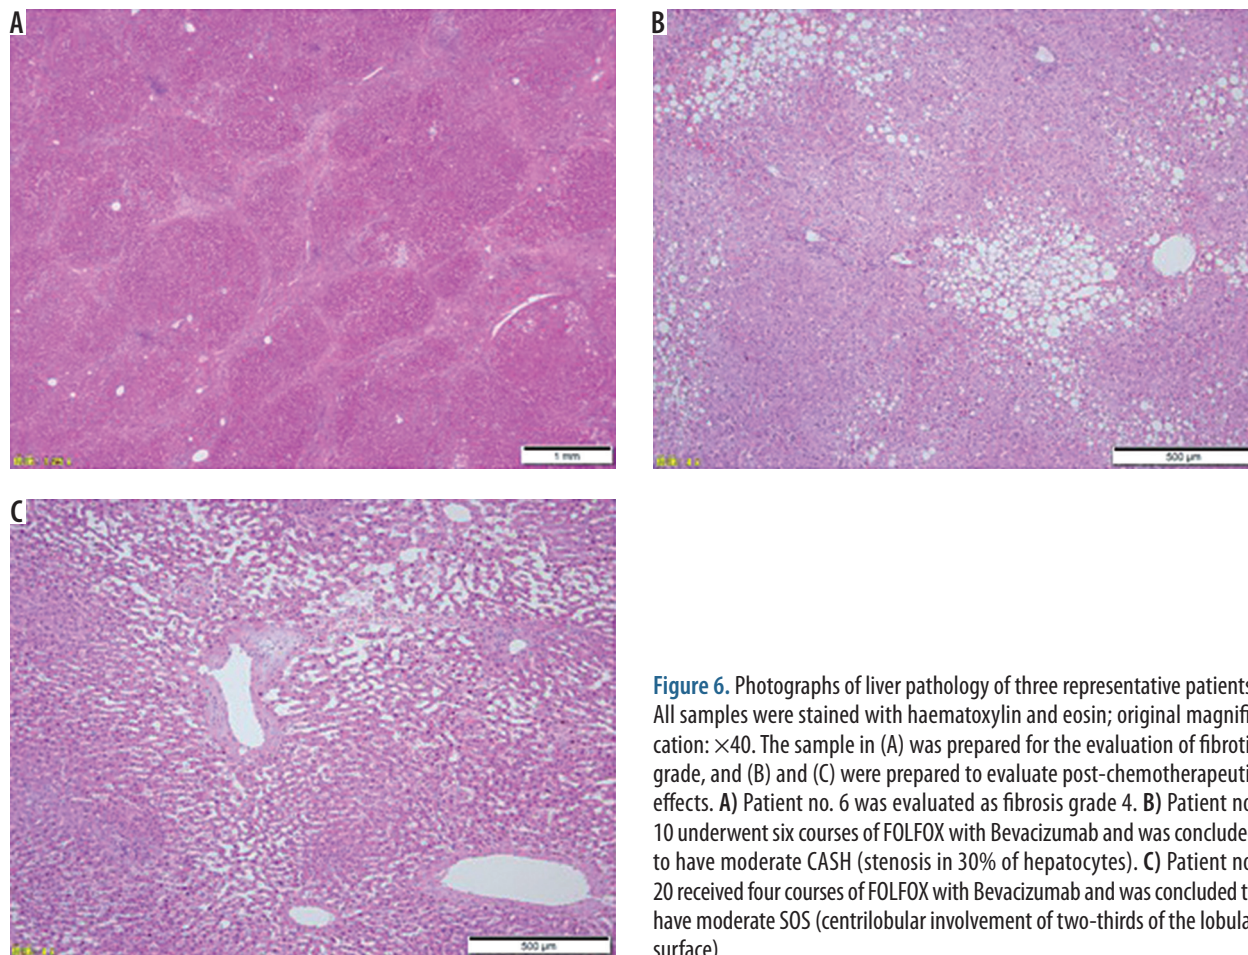 A
B
1.25 x
1 mm
4 x
500 µm
C
4 x
500 µm
Figure 6. Photographs of liver pathology of three representative patients
All samples were stained with haematoxylin and eosin; original magnifi
cation: ×40. The sample in (A) was prepared for the evaluation of fibroti
grade, and (B) and (C) were prepared to evaluate post-chemotherapeuti
effects. A) Patient no. 6 was evaluated as fibrosis grade 4. B) Patient no
10 underwent six courses of FOLFOX with Bevacizumab and was conclude
to have moderate CASH (stenosis in 30% of hepatocytes). C) Patient no
20 received four courses of FOLFOX with Bevacizumab and was concluded t
have moderate SOS (centrilobular involvement of two-thirds of the lobula
surface)